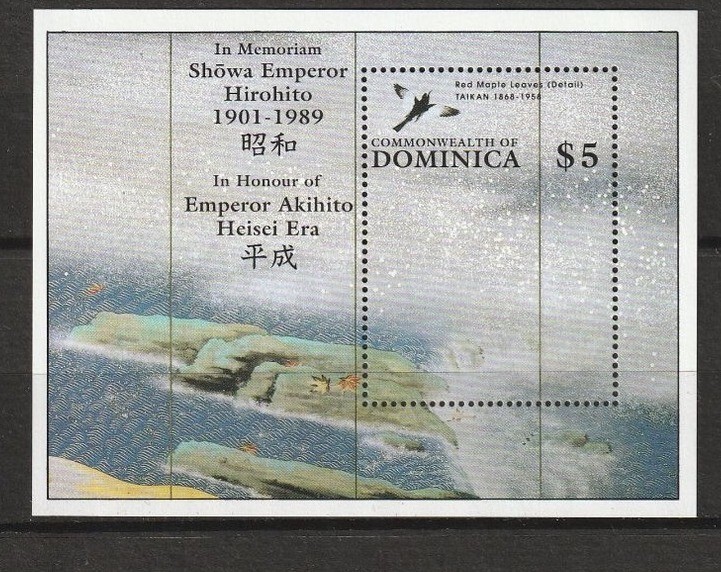 In Memoriam
Shōwa Emperor
Hirohito
1901-1989
昭和
In Honour of
Emperor Akihito
Heisei Era
平成
Red Maple Leaves (Detail)
TAIKAN 1868-1958
COMMONWEALTH OF
DOMINICA $5